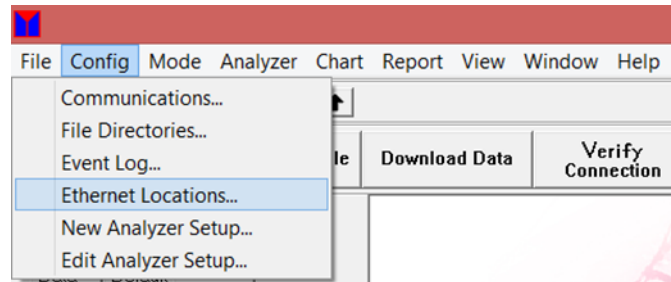 File Config Mode Analyzer Chart Report View Window Help
Communications...
File Directories...
Event Log...
Ethernet Locations...
New Analyzer Setup...
Edit Analyzer Setup...
le Download Data Verify
Connection